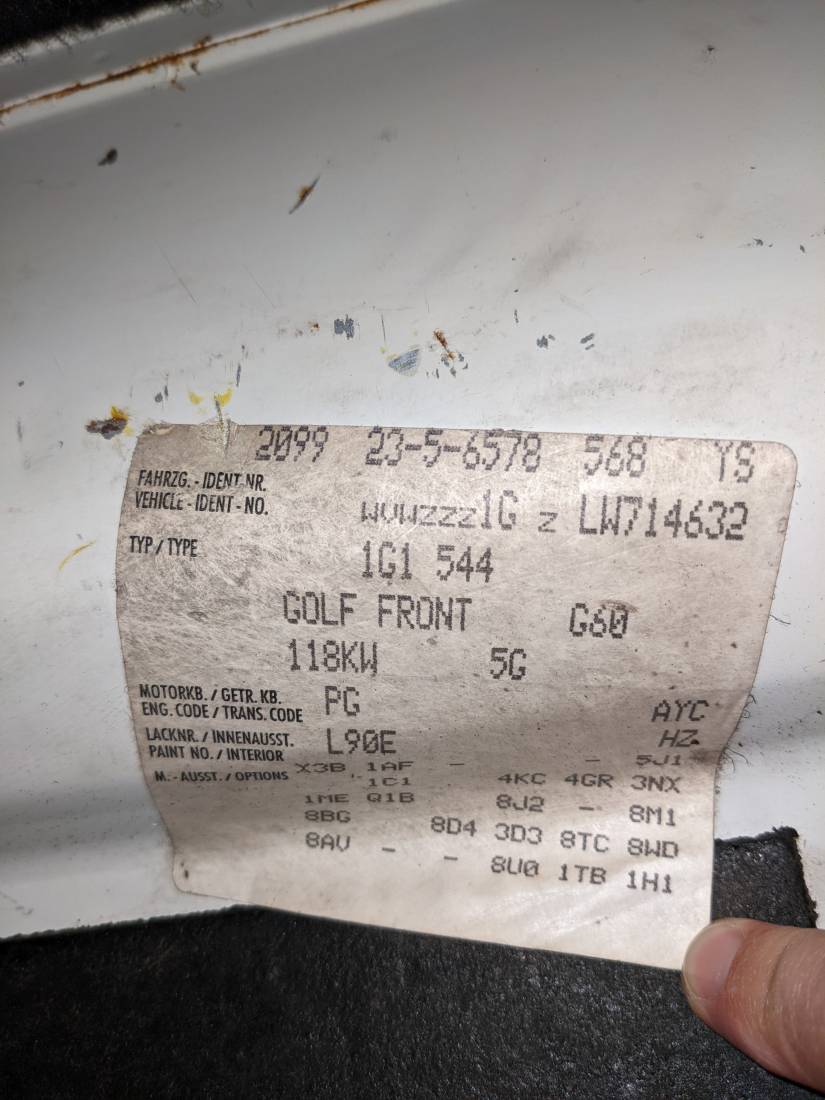 2099 23-5-6578 568 YS
FAHRZG. - IDENT-NR.
VEHICLE - IDENT - NO. WVWZZZ1G Z LW714632
TYP / TYPE 1G1 544
GOLF FRONT G60
118KW 5G
MOTORKB. / GETR. KB.
ENG. CODE / TRANS. CODE PG AYC
LACKNR. / INNENAUSST.
PAINT NO. / INTERIOR L90E HZ
M.- AUSST. / OPTIONS X3B 1AF - - 5J1
1C1 4KC 4GR 3NX
1ME Q1B 8J2 - 8M1
8BG 8D4 3D3 8TC 8WD
8AV - - 8U0 1TB 1H1